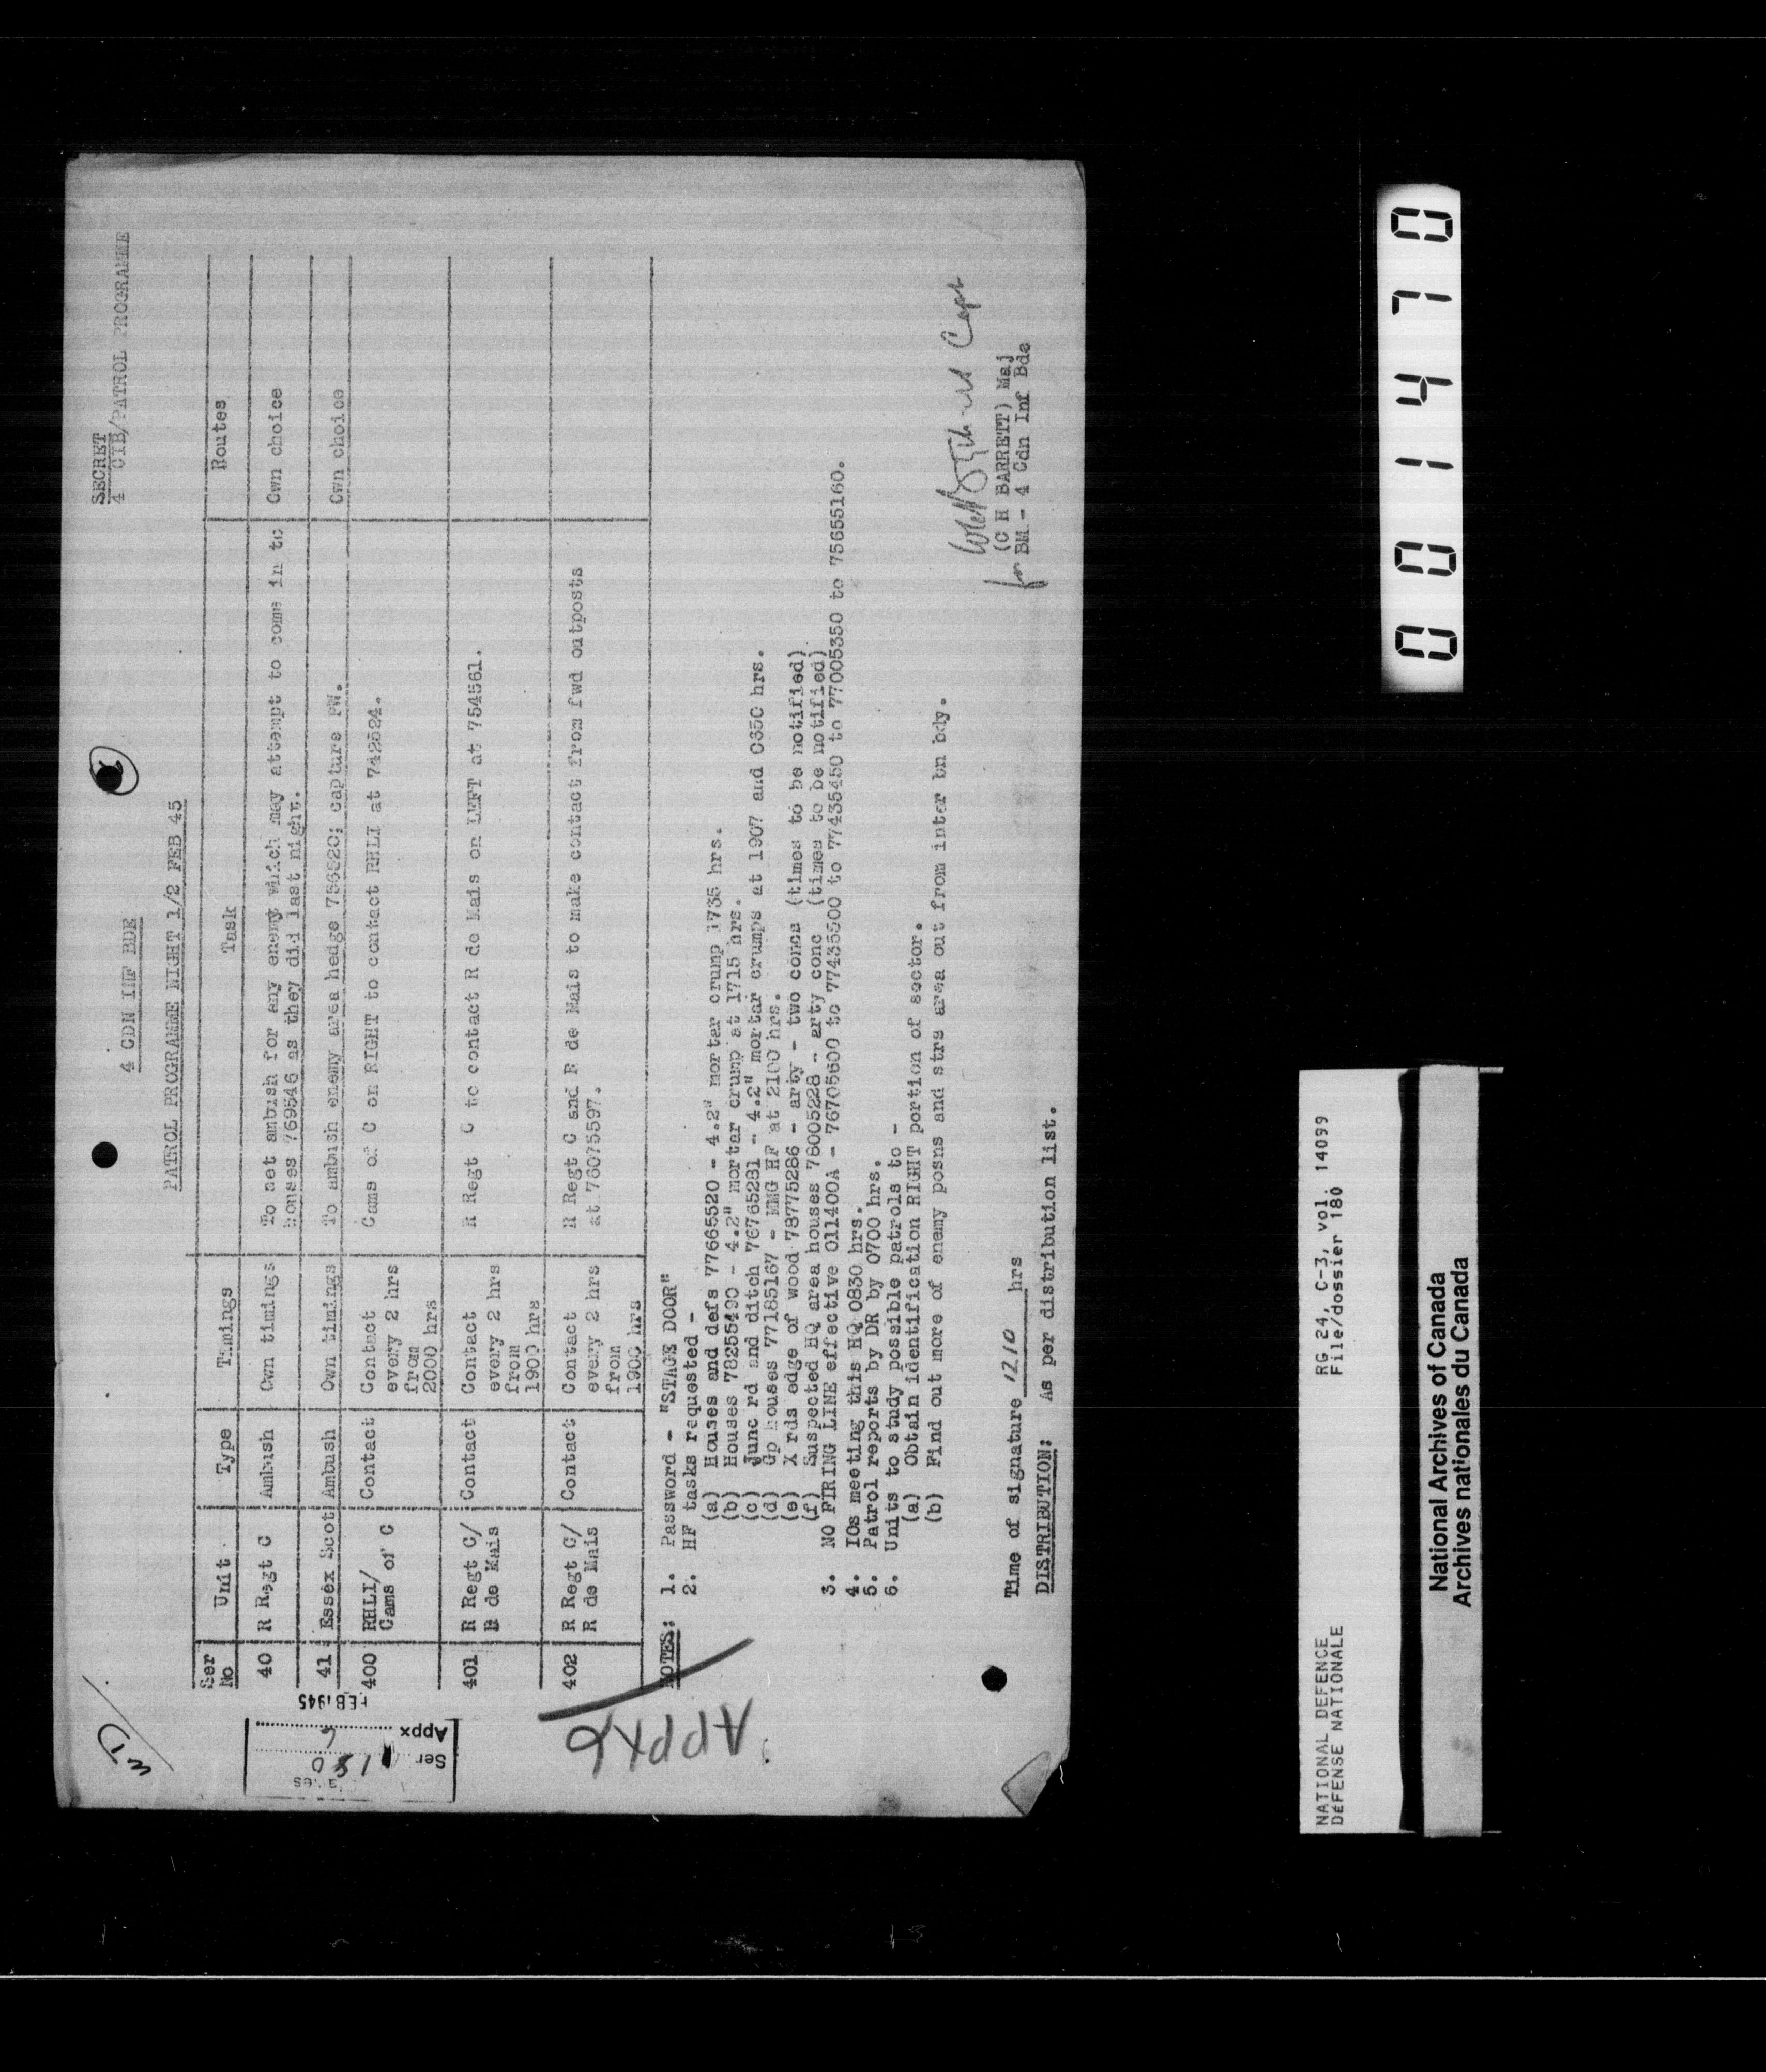 SECRET
4 CIB/PATROL PROGRAMME
4 CDN INF BDE
PATROL PROGRAMME NIGHT 1/2 FEB 45
Ser No Unit Type Timings Task Routes
40 R Regt C Ambush Own timings To set ambush for any enemy which may attempt to come in to Own choice
houses 769546 as they did last night.
41 Essex Scot Ambush Own timings To ambush enemy area hedge 756520; capture PW. Own choice
400 RHLI/ Contact Contact Cams of C on RIGHT to contact RHLI at 742524.
Cams of C every 2 hrs
from
2000 hrs
401 R Regt C/ Contact Contact R Regt C to contact R de Mais on LEFT at 754561.
R de Mais every 2 hrs
from
1900 hrs
402 R Regt C/ Contact Contact R Regt C and R de Mais to make contact from fwd outposts
R de Mais every 2 hrs at 76075597.
from
1900 hrs
NOTES: 1. Password - "STAGE DOOR"
2. HF tasks requested -
(a) Houses and defs 77665520 - 4.2" mortar crump 1735 hrs.
(b) Houses 78255490 - 4.2" mortar crump at 1715 hrs.
(c) Junc rd and ditch 76765281 - 4.2" mortar crumps at 1907 and 0350 hrs.
(d) Gp houses 77185167 - MMG HF at 2100 hrs.
(e) X rds edge of wood 78775286 - arty - two concs (times to be notified)
(f) Suspected HQ area houses 78005228 - arty conc (times to be notified)
3. NO FIRING LINE effective 011400A - 76705600 to 77435500 to 77435450 to 77005350 to 75655160.
4. IOs meeting this HQ 0830 hrs.
5. Patrol reports by DR by 0700 hrs.
6. Units to study possible patrols to -
(a) Obtain identification RIGHT portion of sector.
(b) Find out more of enemy posns and strs area out from inter bn bdy.
Capt
for
(C H BARRETT) Maj
BM - 4 Cdn Inf Bde
Time of signature 1210 hrs
DISTRIBUTION: As per distribution list.
WD
Ser 180
Appx 6
FEB 1945
APPX 6
001470
NATIONAL DEFENCE RG 24, C-3, vol. 14099
DÉFENSE NATIONALE File/dossier 180
National Archives of Canada
Archives nationales du Canada